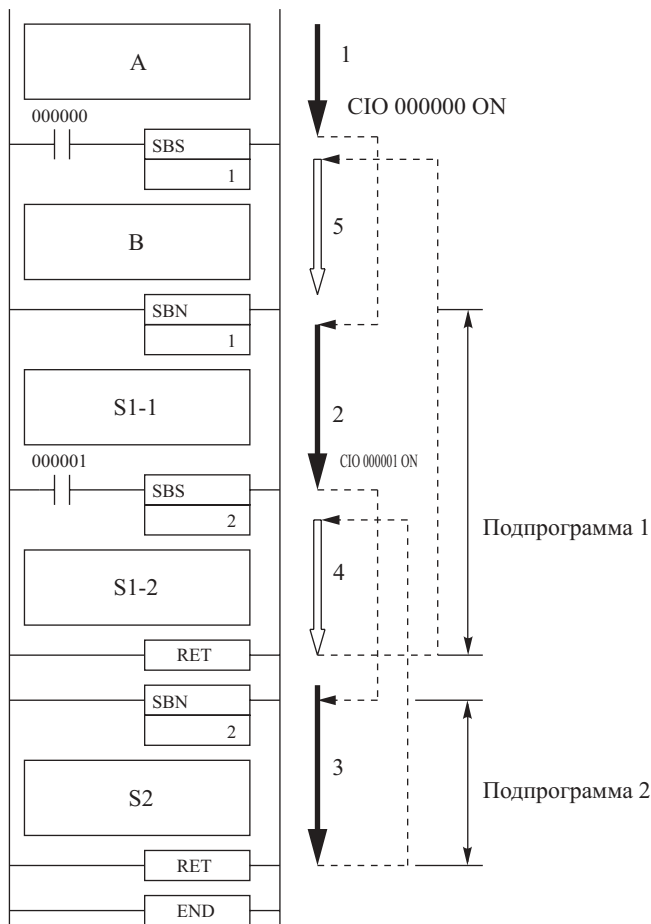 A
1
CIO 000000 ON
000000
SBS
1
5
B
SBN
1
S1-1
2
000001
CIO 000001 ON
SBS
2
Подпрограмма 1
S1-2
4
RET
SBN
2
3
S2
Подпрограмма 2
RET
END